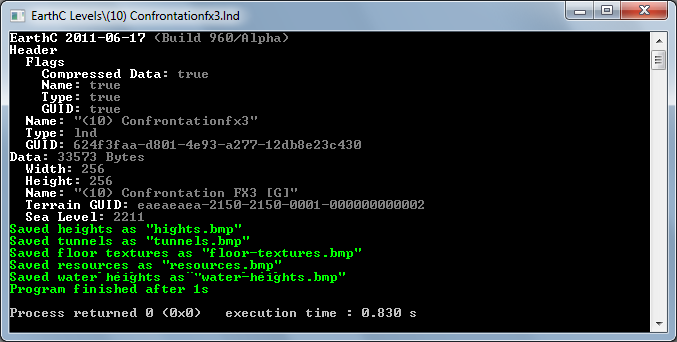 EarthC Levels\(10) Confrontationfx3.lnd
EarthC 2011-06-17 (Build 960/Alpha)
Header
Flags
Compressed Data: true
Name: true
Type: true
GUID: true
Name: "(10) Confrontationfx3"
Type: lnd
GUID: 624f3faa-d801-4e93-a277-12db8e23c430
Data: 33573 Bytes
Width: 256
Height: 256
Name: "(10) Confrontation FX3 [G]"
Terrain GUID: eaeaeaea-2150-2150-0001-000000000002
Sea Level: 2211
Saved heights as "hights.bmp"
Saved tunnels as "tunnels.bmp"
Saved floor textures as "floor-textures.bmp"
Saved resources as "resources.bmp"
Saved water heights as "water-heights.bmp"
Program finished after 1s
Process returned 0 (0x0)   execution time : 0.830 s